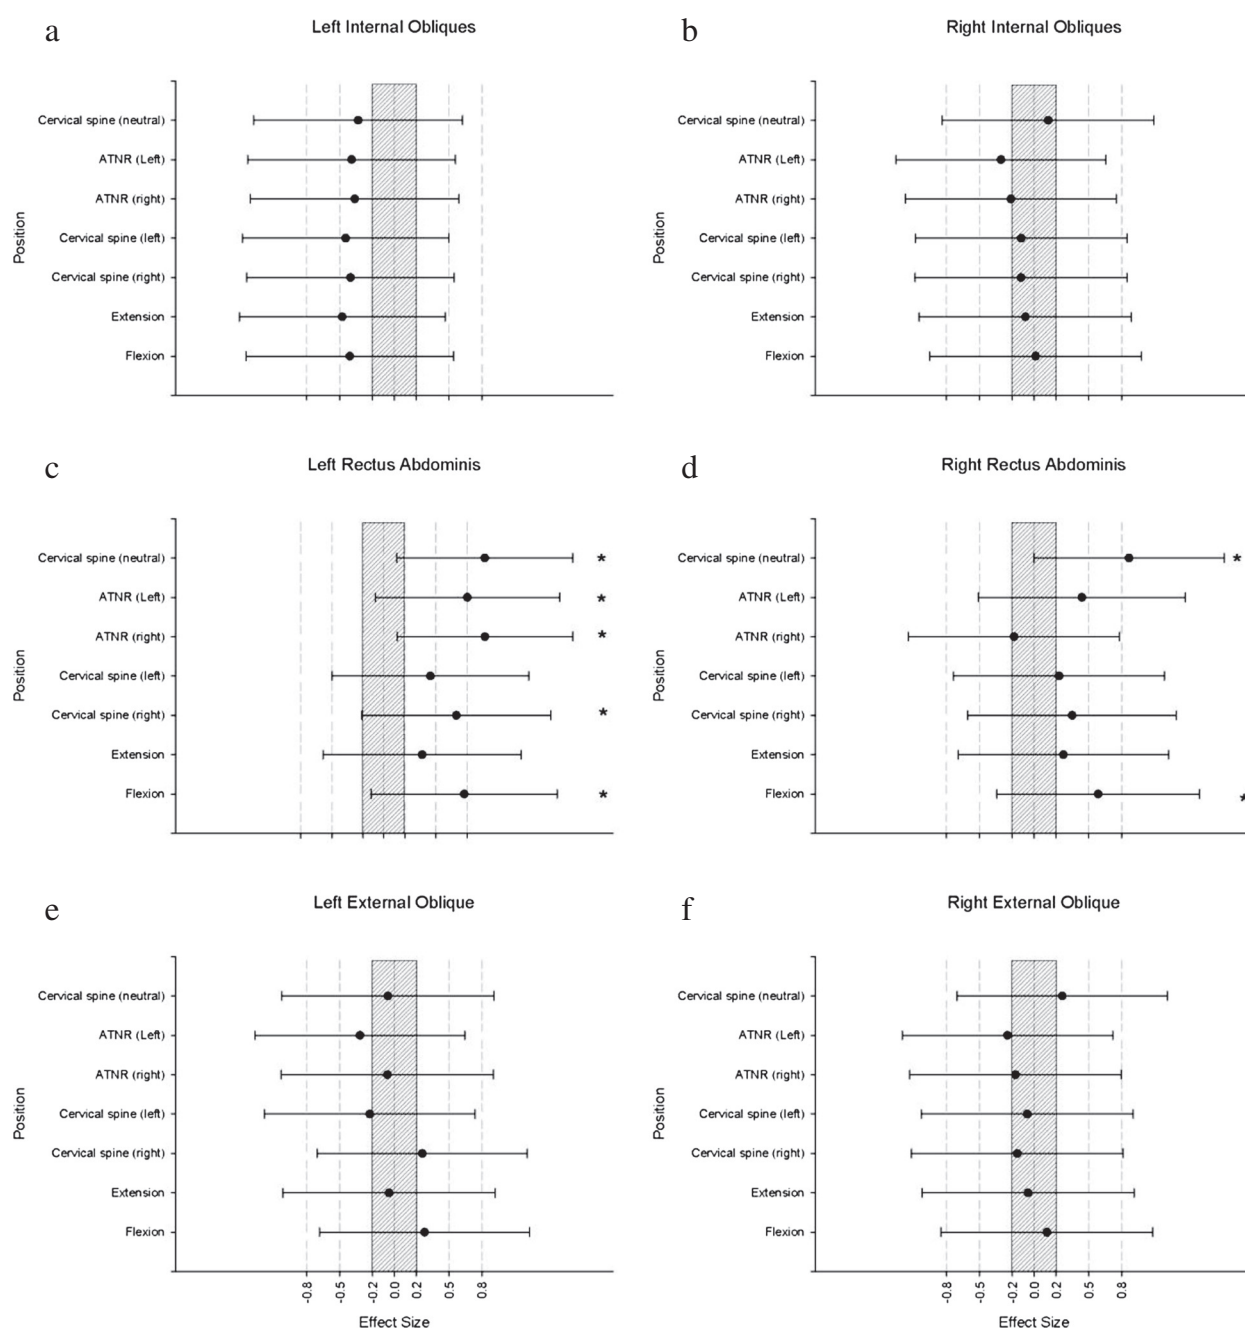 a
Left Internal Obliques
Position
Cervical spine (neutral)
ATNR (Left)
ATNR (right)
Cervical spine (left)
Cervical spine (right)
Extension
Flexion
b
Right Internal Obliques
Position
Cervical spine (neutral)
ATNR (Left)
ATNR (right)
Cervical spine (left)
Cervical spine (right)
Extension
Flexion
c
Left Rectus Abdominis
Position
Cervical spine (neutral)
*
ATNR (Left)
*
ATNR (right)
*
Cervical spine (left)
Cervical spine (right)
*
Extension
Flexion
*
d
Right Rectus Abdominis
Position
Cervical spine (neutral)
*
ATNR (Left)
ATNR (right)
Cervical spine (left)
Cervical spine (right)
Extension
Flexion
*
e
Left External Oblique
Position
Cervical spine (neutral)
ATNR (Left)
ATNR (right)
Cervical spine (left)
Cervical spine (right)
Extension
Flexion
-0.8 -0.5 -0.2 0.0 0.2 0.5 0.8
Effect Size
f
Right External Oblique
Position
Cervical spine (neutral)
ATNR (Left)
ATNR (right)
Cervical spine (left)
Cervical spine (right)
Extension
Flexion
-0.8 -0.5 -0.2 0.0 0.2 0.5 0.8
Effect Size